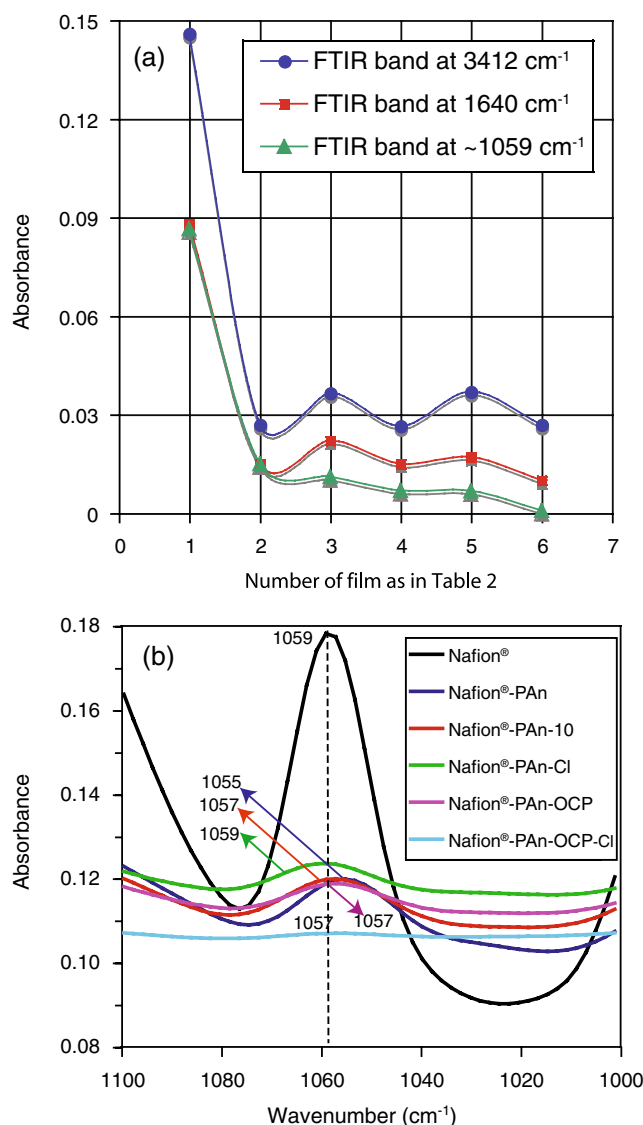 0.15
(a)
FTIR band at 3412 cm⁻¹
FTIR band at 1640 cm⁻¹
FTIR band at ~1059 cm⁻¹
0.12
0.09
0.06
0.03
0
Absorbance
0 1 2 3 4 5 6 7
Number of film as in Table 2
0.18
(b)
1059
Nafion®
Nafion®-PAn
Nafion®-PAn-10
Nafion®-PAn-Cl
Nafion®-PAn-OCP
Nafion®-PAn-OCP-Cl
0.16
0.14
1055
1057
1059
0.12
1057
1057
0.10
0.08
Absorbance
1100 1080 1060 1040 1020 1000
Wavenumber (cm⁻¹)